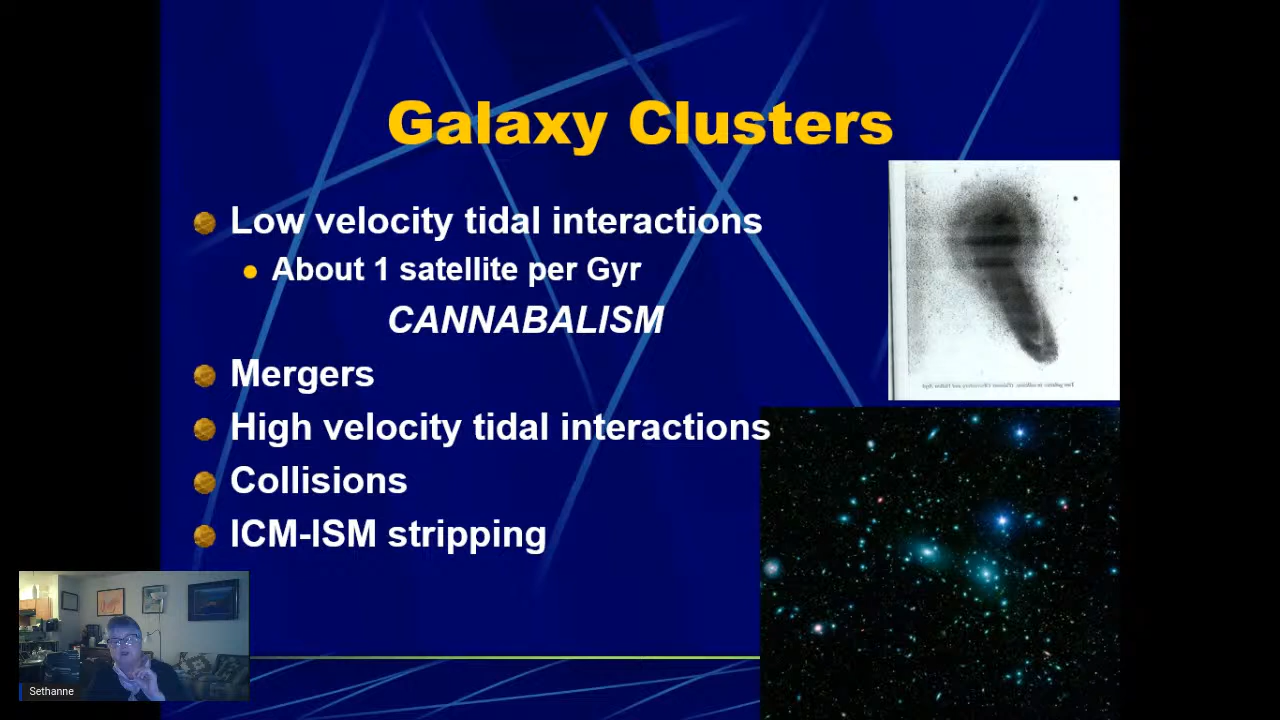 Galaxy Clusters
Low velocity tidal interactions
About 1 satellite per Gyr
CANNABALISM
Mergers
High velocity tidal interactions
Collisions
ICM-ISM stripping
Sethanne